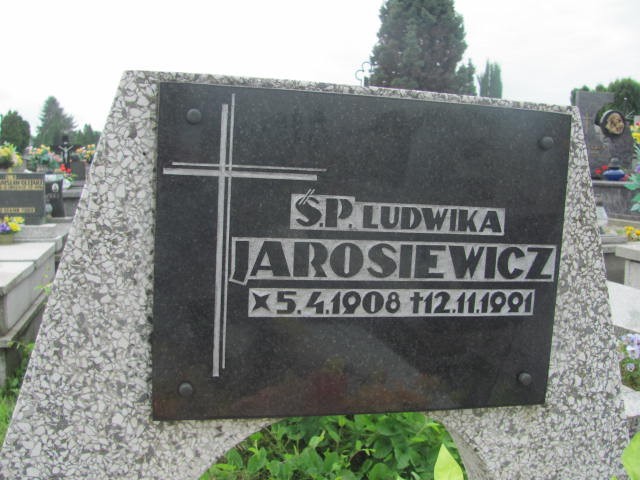 Ś.P. LUDWIKA
JAROSIEWICZ
5.4.1908 †12.11.1991